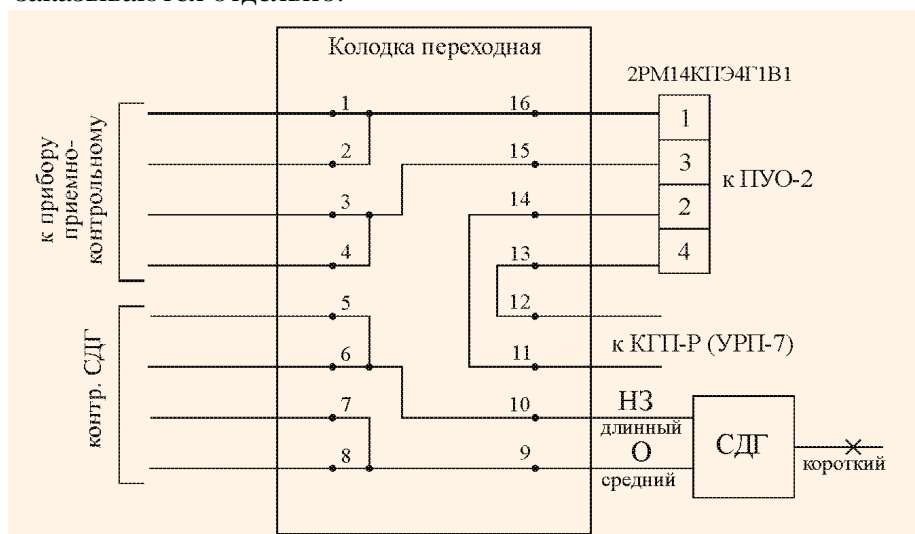 заказываются отдельно.
Колодка переходная
2РМ14КПЭ4Г1В1
к прибору
приемно-
контрольному
контр. СДГ
1
2
3
4
5
6
7
8
16
15
14
13
12
11
10
9
1
3
2
4
к ПУО-2
к КГП-Р (УРП-7)
НЗ
длинный
О
средний
СДГ
короткий